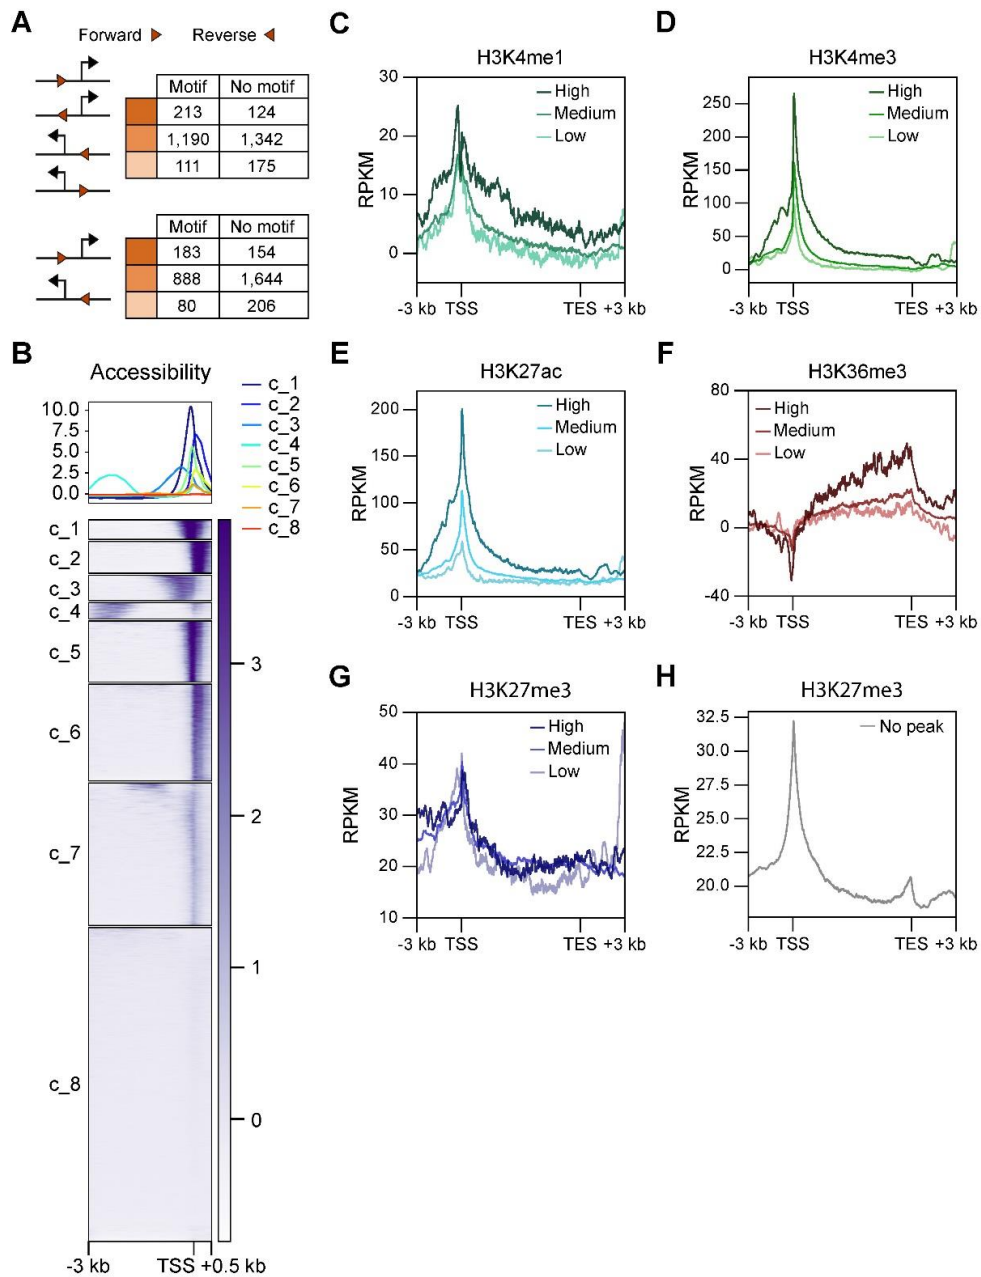 A
Forward Reverse
Motif No motif
213 124
1,190 1,342
111 175
Motif No motif
183 154
888 1,644
80 206
B
Accessibility
10.0
7.5
5.0
2.5
0.0
c_1
c_2
c_3
c_4
c_5
c_6
c_7
c_8
c_1
c_2
c_3
c_4
c_5
c_6
c_7
c_8
3
2
1
0
-3 kb TSS +0.5 kb
C
H3K4me1
RPKM
30
20
10
0
High
Medium
Low
-3 kb TSS TES +3 kb
D
H3K4me3
RPKM
250
200
150
100
50
0
High
Medium
Low
-3 kb TSS TES +3 kb
E
H3K27ac
RPKM
200
150
100
50
0
High
Medium
Low
-3 kb TSS TES +3 kb
F
H3K36me3
RPKM
80
40
0
-40
High
Medium
Low
-3 kb TSS TES +3 kb
G
H3K27me3
RPKM
50
40
30
20
10
High
Medium
Low
-3 kb TSS TES +3 kb
H
H3K27me3
RPKM
32.5
30.0
27.5
25.0
22.5
20.0
No peak
-3 kb TSS TES +3 kb